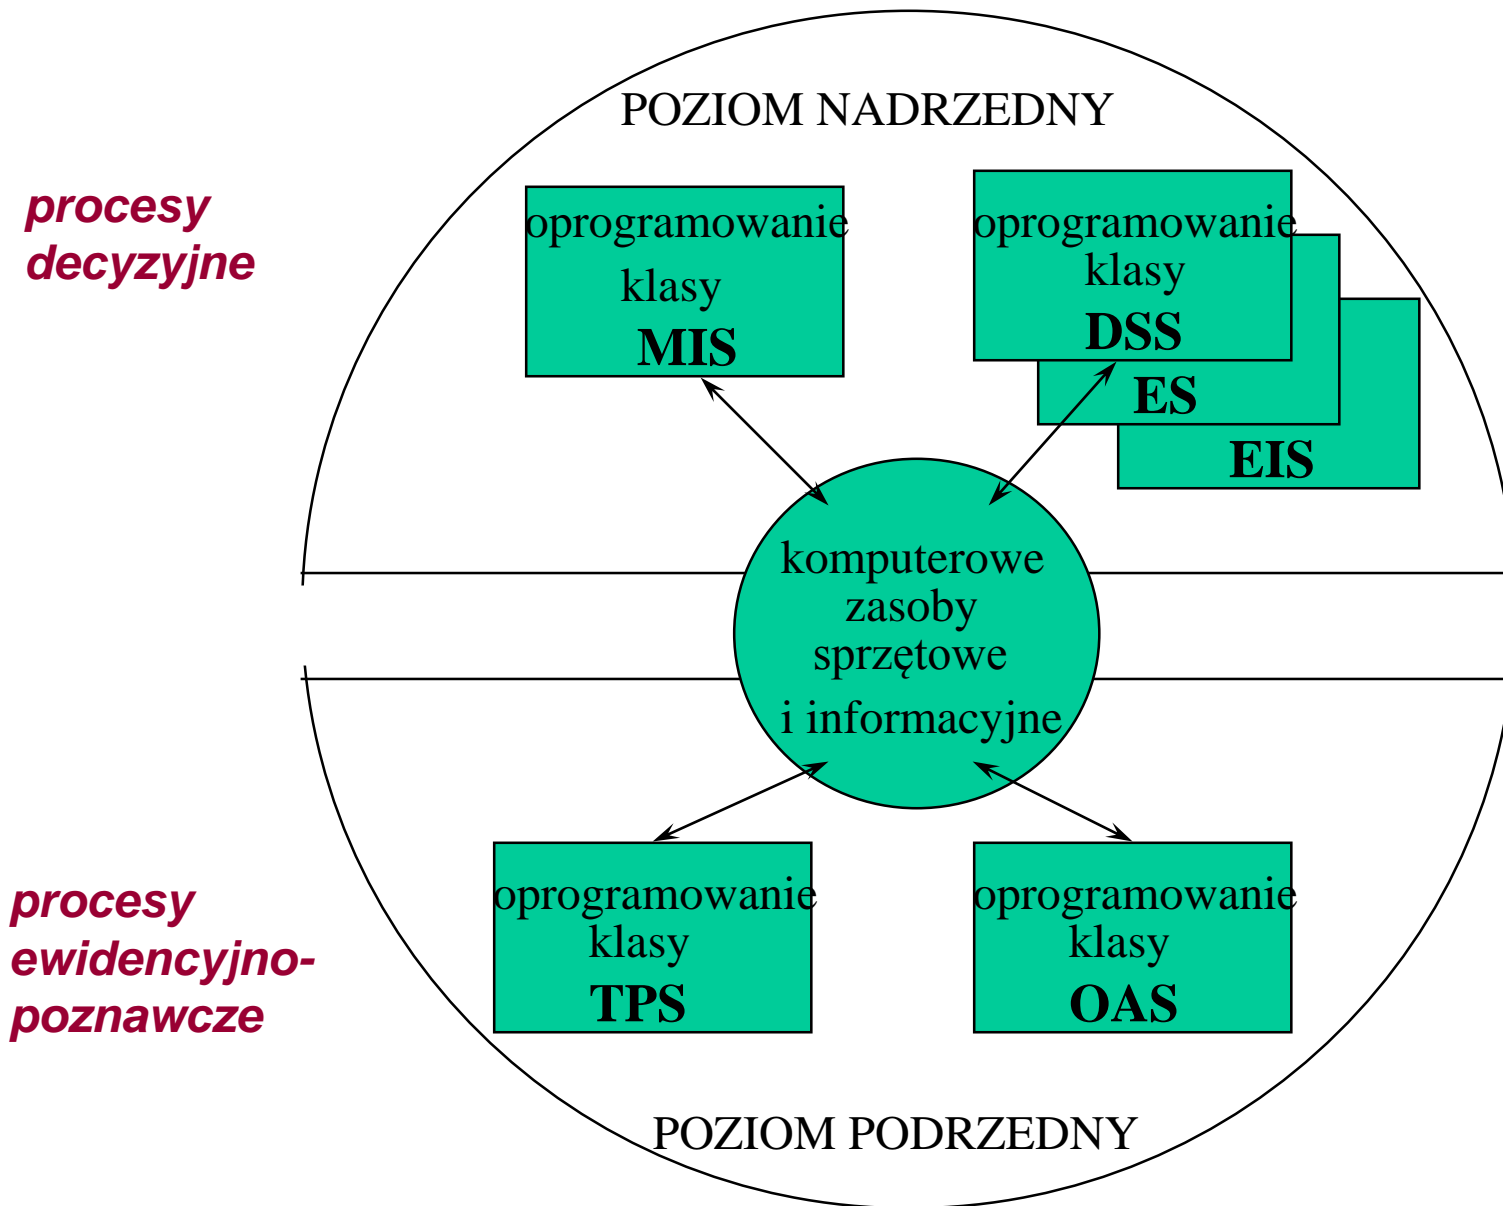 POZIOM NADRZEDNY
procesy
decyzyjne
oprogramowanie
klasy
MIS
oprogramowanie
klasy
DSS
ES
EIS
komputerowe
zasoby
sprzętowe
i informacyjne
procesy
ewidencyjno-
poznawcze
oprogramowanie
klasy
TPS
oprogramowanie
klasy
OAS
POZIOM PODRZEDNY